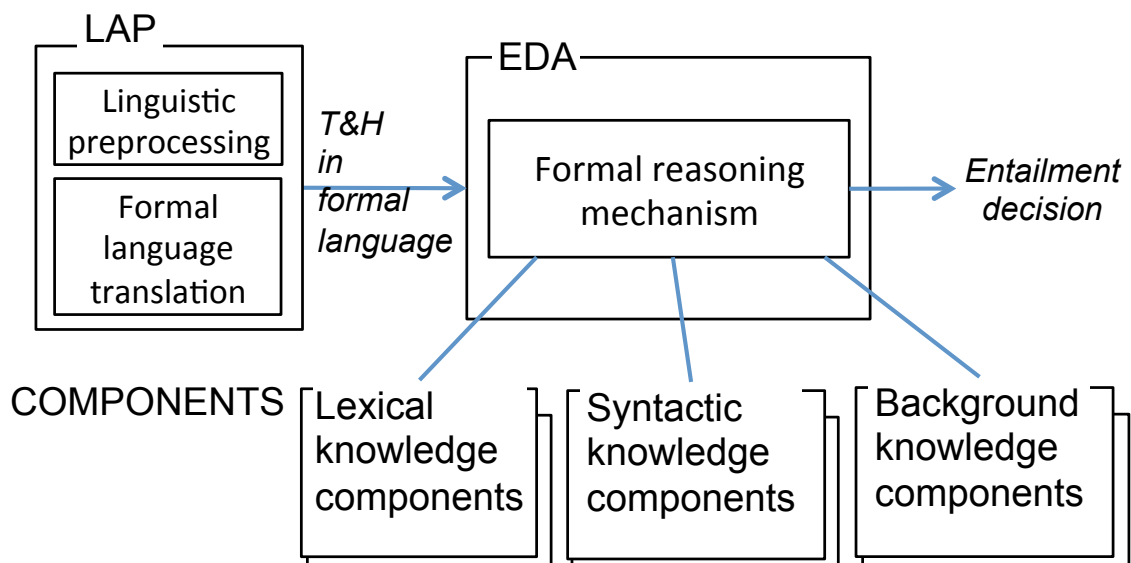 LAP
Linguistic
preprocessing
Formal
language
translation
T&H
in
formal
language
EDA
Formal reasoning
mechanism
Entailment
decision
COMPONENTS
Lexical
knowledge
components
Syntactic
knowledge
components
Background
knowledge
components